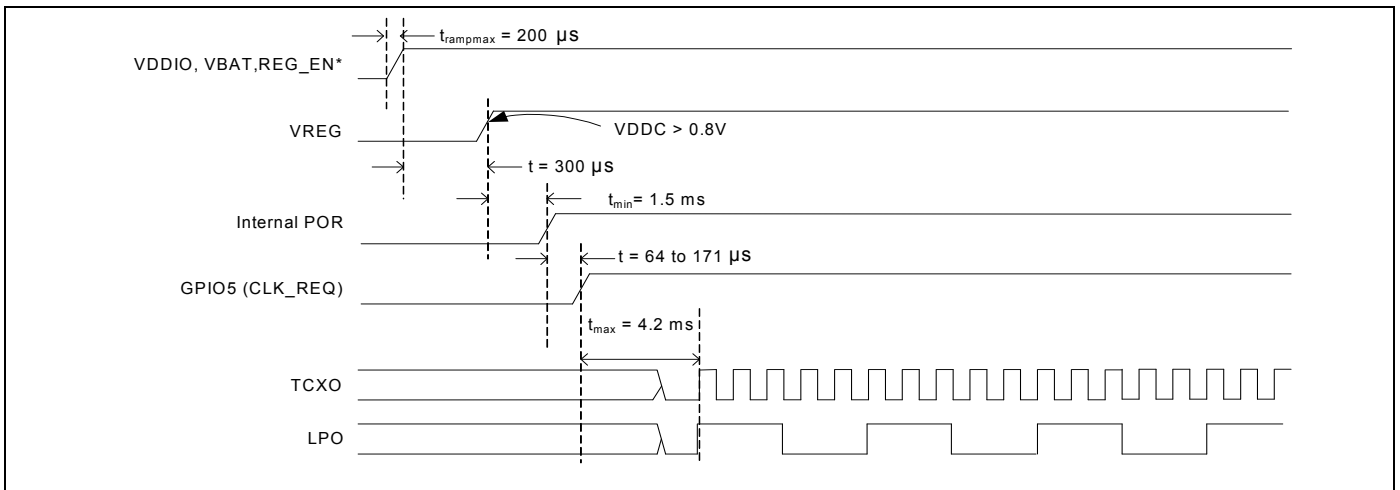 t_rampmax = 200 µs
VDDIO, VBAT,REG_EN*
VREG
VDDC > 0.8V
t = 300 µs
t_min= 1.5 ms
Internal POR
t = 64 to 171 µs
GPIO5 (CLK_REQ)
t_max = 4.2 ms
TCXO
LPO